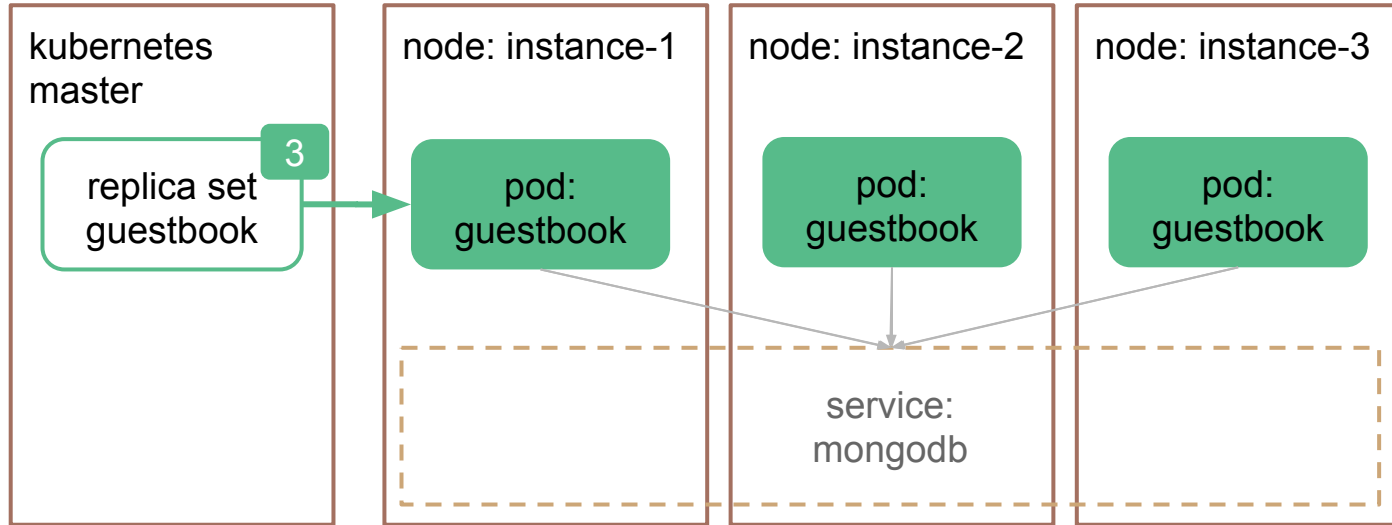 kubernetes
master
3
replica set
guestbook
node: instance-1
pod:
guestbook
node: instance-2
pod:
guestbook
node: instance-3
pod:
guestbook
service:
mongodb